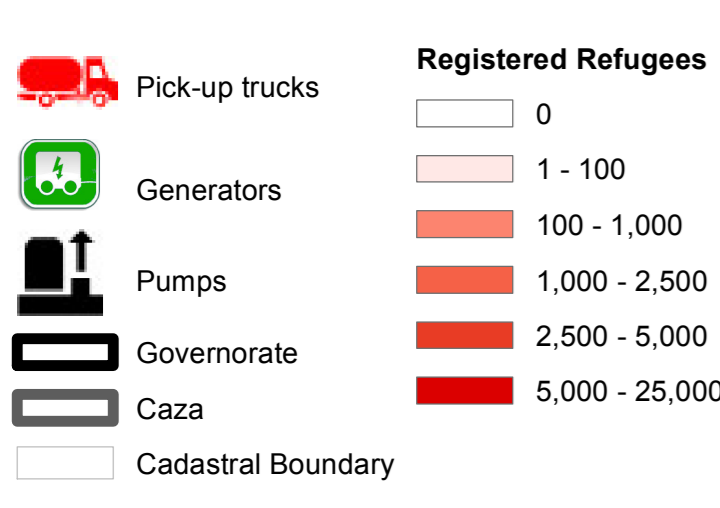 Pick-up trucks
Generators
Pumps
Governorate
Caza
Cadastral Boundary
Registered Refugees
0
1 - 100
100 - 1,000
1,000 - 2,500
2,500 - 5,000
5,000 - 25,000